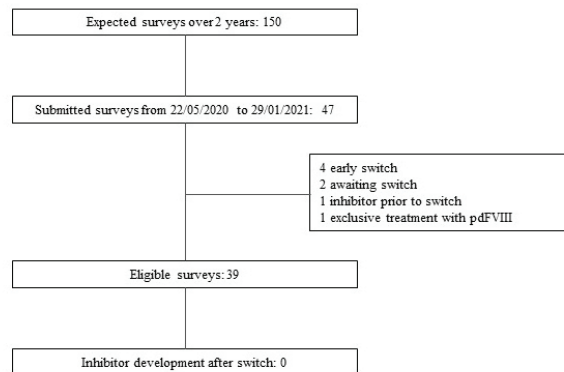 Expected surveys over 2 years: 150
Submitted surveys from 22/05/2020 to 29/01/2021: 47
4 early switch
2 awaiting switch
1 inhibitor prior to switch
1 exclusive treatment with pdFVIII
Eligible surveys: 39
Inhibitor development after switch: 0